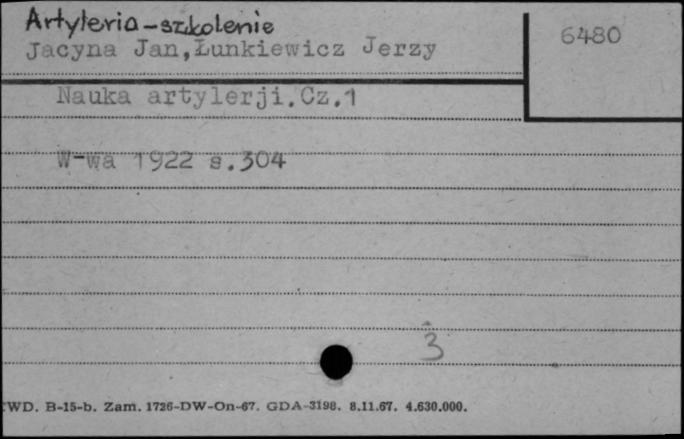 Artyleria-szkolenie
6480
Jacyna Jan,Łunkiewicz Jerzy
Nauka artylerji.Cz.1
W-wa 1922 s.304
3
WD. B-15-b. Zam. 1726-DW-On-67. GDA-3198. 8.11.67. 4.630.000.